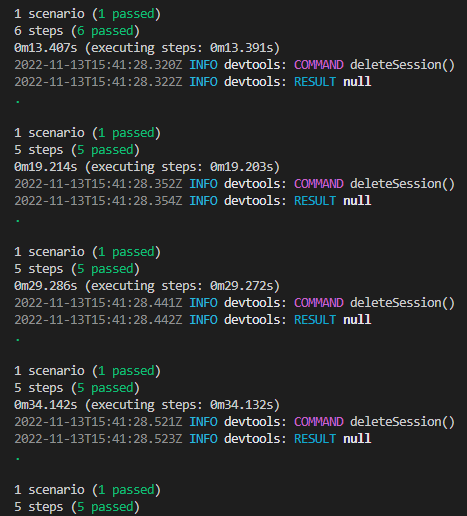 1 scenario (1 passed)
6 steps (6 passed)
0m13.407s (executing steps: 0m13.391s)
2022-11-13T15:41:28.320Z INFO devtools: COMMAND deleteSession()
2022-11-13T15:41:28.322Z INFO devtools: RESULT null
.
1 scenario (1 passed)
5 steps (5 passed)
0m19.214s (executing steps: 0m19.203s)
2022-11-13T15:41:28.352Z INFO devtools: COMMAND deleteSession()
2022-11-13T15:41:28.354Z INFO devtools: RESULT null
.
1 scenario (1 passed)
5 steps (5 passed)
0m29.286s (executing steps: 0m29.272s)
2022-11-13T15:41:28.441Z INFO devtools: COMMAND deleteSession()
2022-11-13T15:41:28.442Z INFO devtools: RESULT null
.
1 scenario (1 passed)
5 steps (5 passed)
0m34.142s (executing steps: 0m34.132s)
2022-11-13T15:41:28.521Z INFO devtools: COMMAND deleteSession()
2022-11-13T15:41:28.523Z INFO devtools: RESULT null
.
1 scenario (1 passed)
5 steps (5 passed)